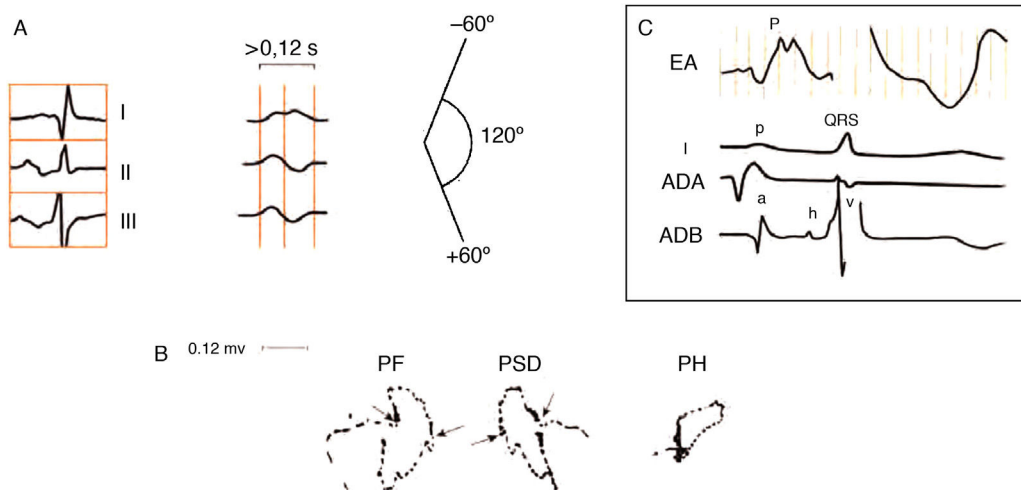 A
I
II
III
>0,12 s
–60º
120º
+60º
C
EA
P
I
p
QRS
ADA
a
h
v
ADB
B
0.12 mv
PF
PSD
PH